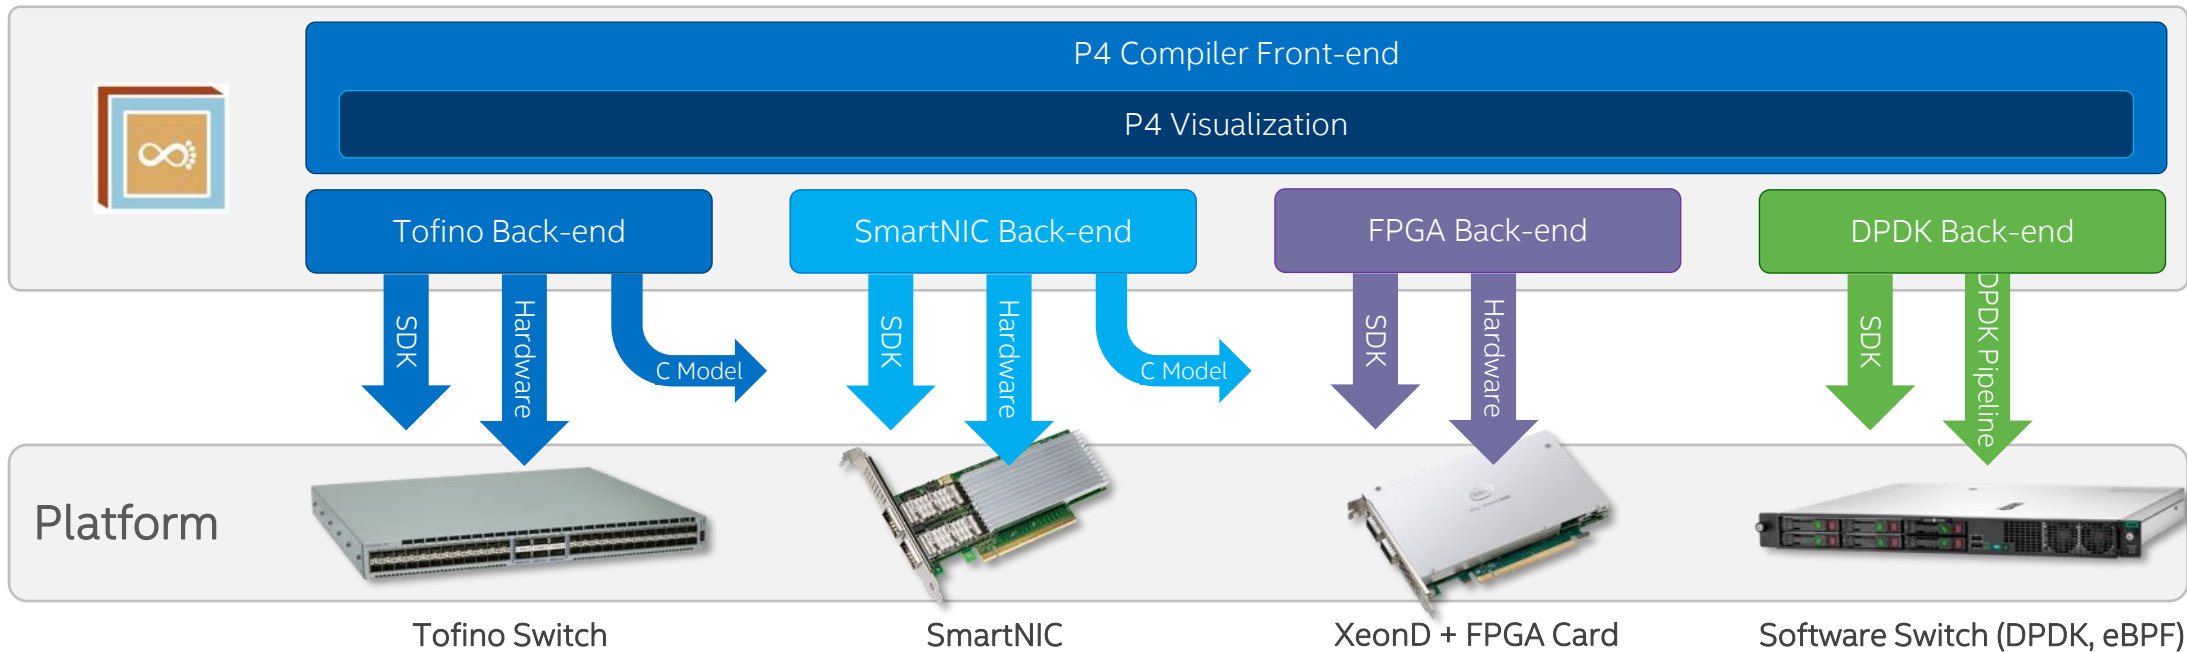 P4 Compiler Front-end
P4 Visualization
Tofino Back-end
SmartNIC Back-end
FPGA Back-end
DPDK Back-end
SDK
Hardware
C Model
SDK
Hardware
C Model
SDK
Hardware
SDK
DPDK Pipeline
Platform
Tofino Switch
SmartNIC
XeonD + FPGA Card
Software Switch (DPDK, eBPF)